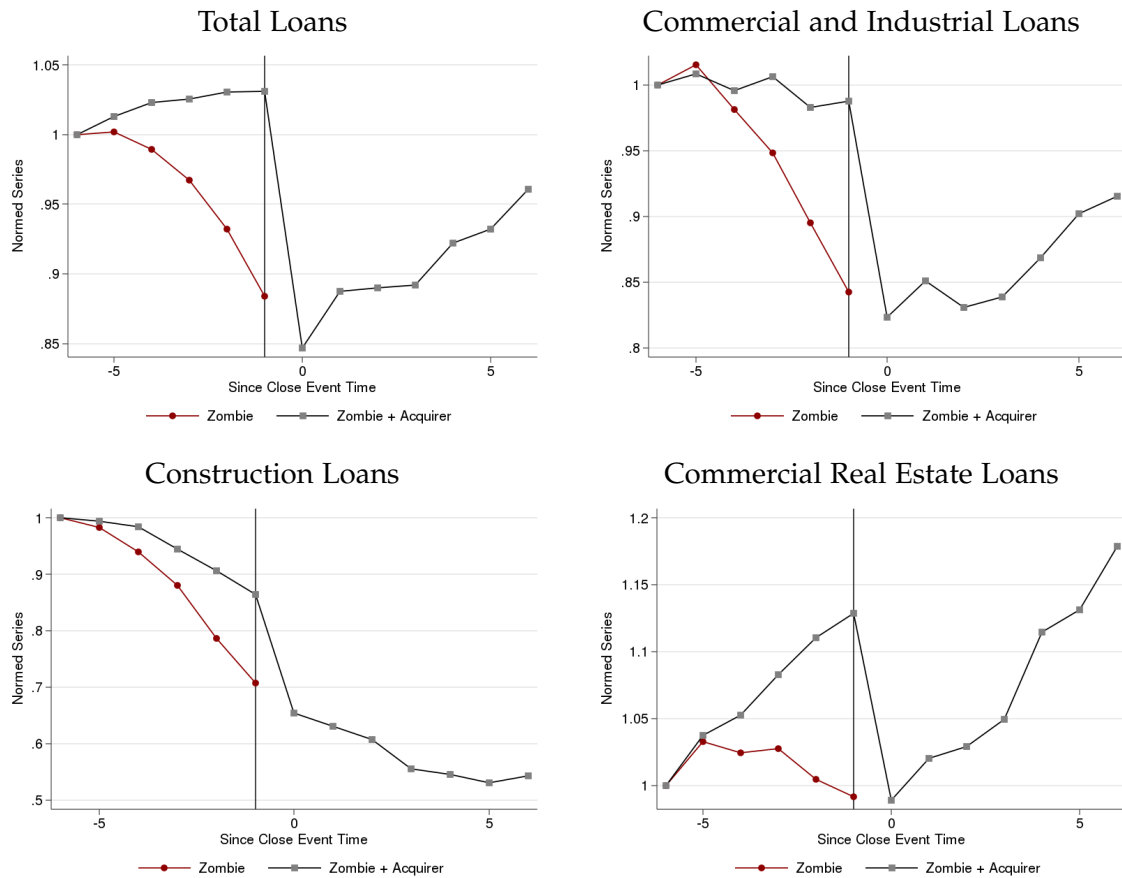 Total Loans
1.05
1
.95
.9
.85
Normed Series
-5
0
5
Since Close Event Time
Zombie
Zombie + Acquirer
Commercial and Industrial Loans
1
.95
.9
.85
.8
Normed Series
-5
0
5
Since Close Event Time
Zombie
Zombie + Acquirer
Construction Loans
1
.9
.8
.7
.6
.5
Normed Series
-5
0
5
Since Close Event Time
Zombie
Zombie + Acquirer
Commercial Real Estate Loans
1.2
1.15
1.1
1.05
1
Normed Series
-5
0
5
Since Close Event Time
Zombie
Zombie + Acquirer